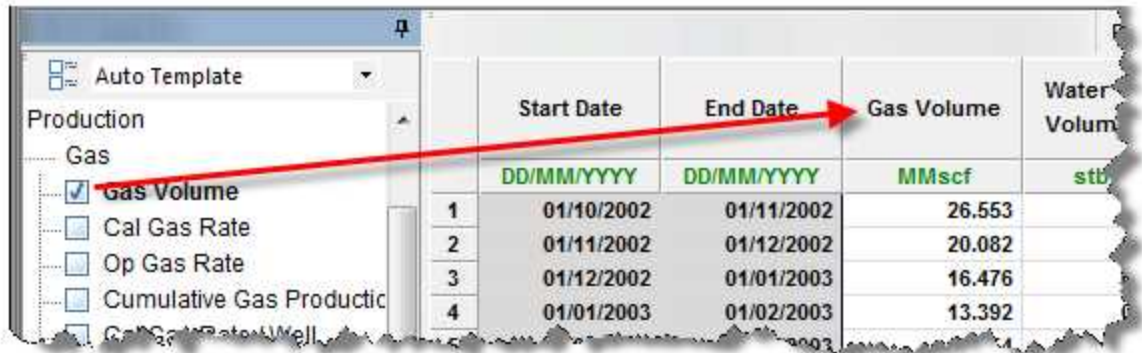 Auto Template
Production
Gas
Gas Volume
Cal Gas Rate
Op Gas Rate
Cumulative Gas Productic
Start Date End Date Gas Volume Water Volum
DD/MM/YYYY DD/MM/YYYY MMscf stb
1 01/10/2002 01/11/2002 26.553
2 01/11/2002 01/12/2002 20.082
3 01/12/2002 01/01/2003 16.476
4 01/01/2003 01/02/2003 13.392